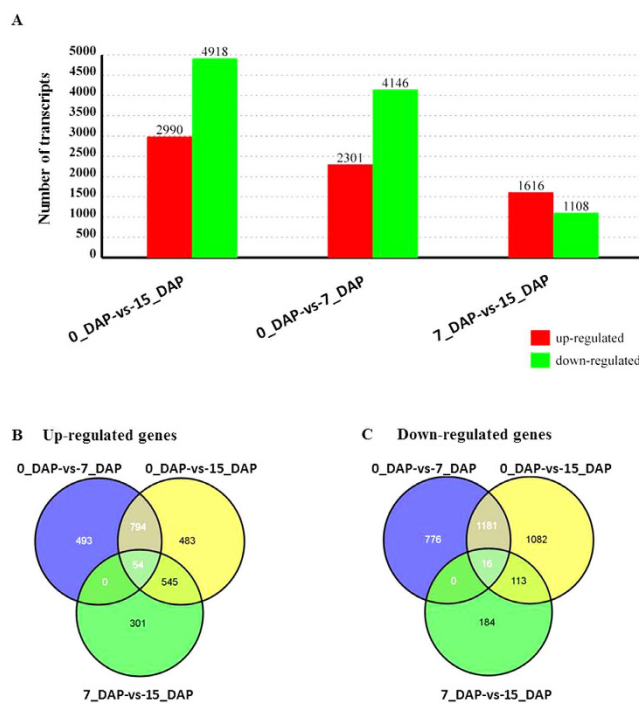 A
Number of transcripts
5000
4500
4000
3500
3000
2500
2000
1500
1000
500
0
2990
4918
2301
4146
1616
1108
0_DAP-vs-15_DAP
0_DAP-vs-7_DAP
7_DAP-vs-15_DAP
up-regulated
down-regulated
B Up-regulated genes
0_DAP-vs-7_DAP 0_DAP-vs-15_DAP
493
794
483
54
0
545
301
7_DAP-vs-15_DAP
C Down-regulated genes
0_DAP-vs-7_DAP 0_DAP-vs-15_DAP
776
1181
1082
16
0
113
184
7_DAP-vs-15_DAP